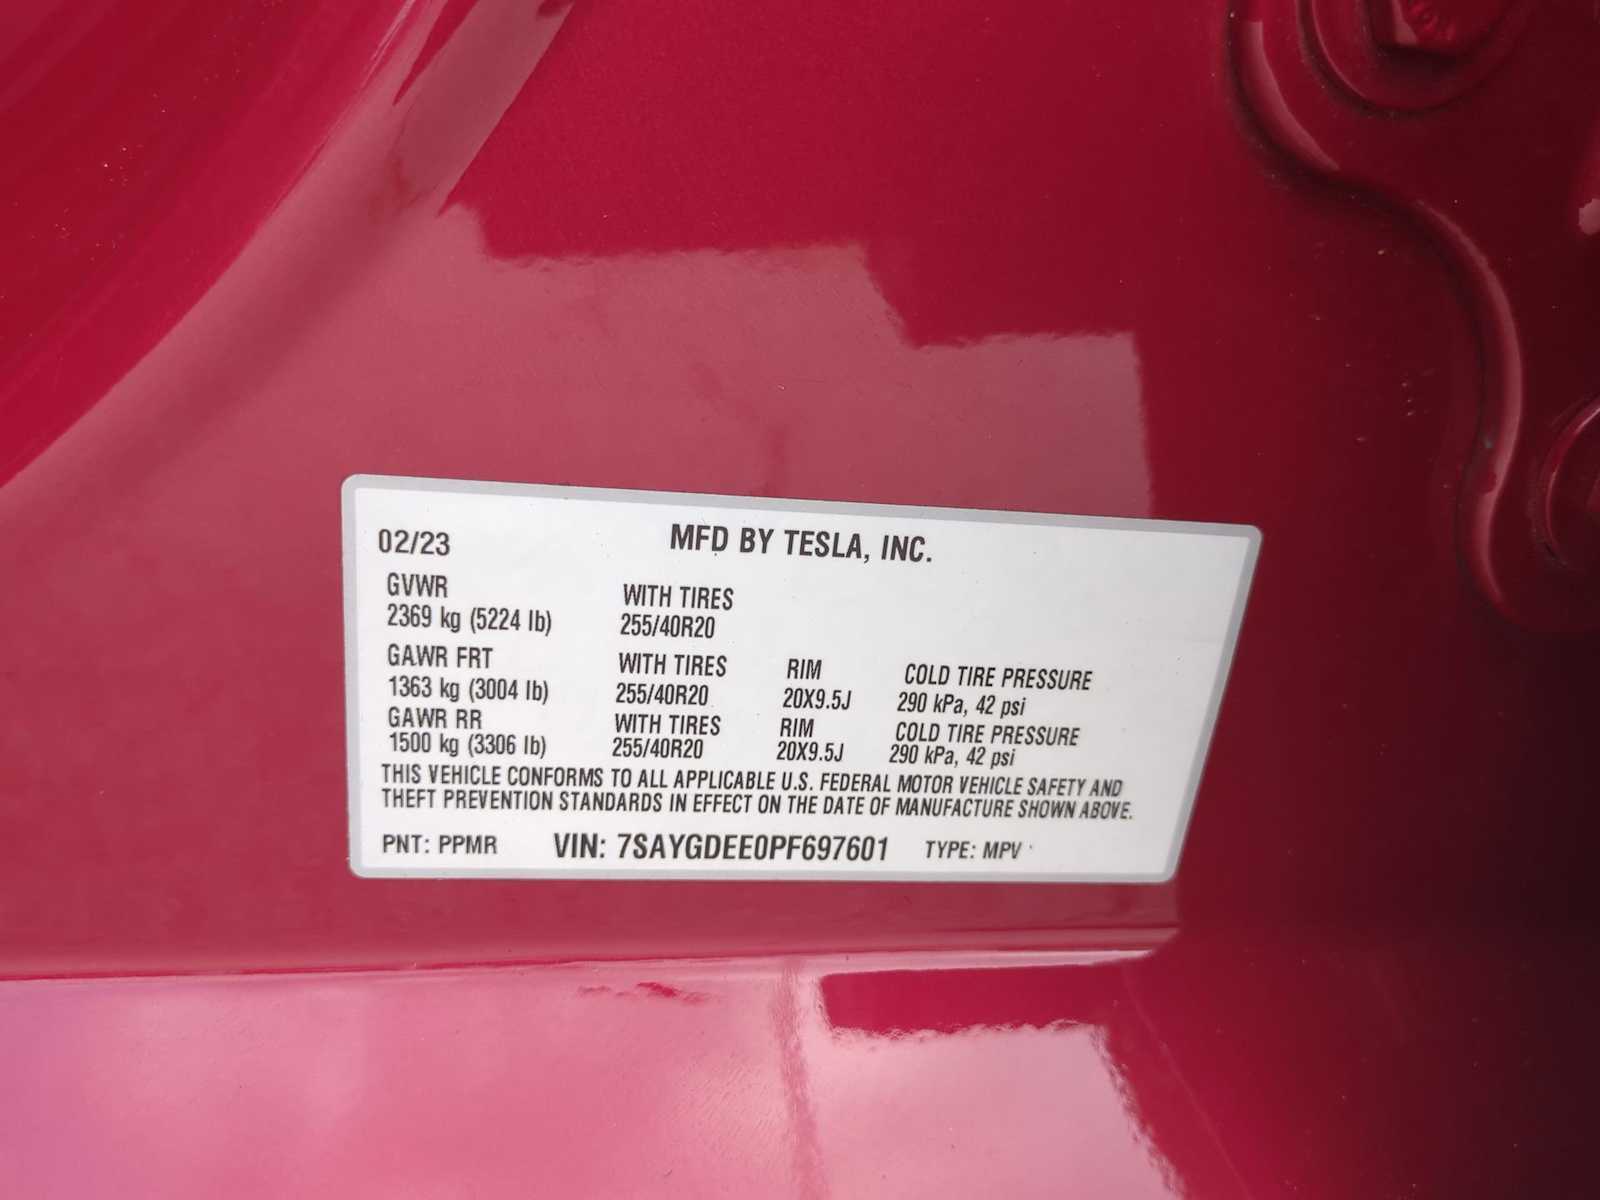 02/23 MFD BY TESLA, INC.
GVWR WITH TIRES
2369 kg (5224 lb) 255/40R20
GAWR FRT WITH TIRES RIM COLD TIRE PRESSURE
1363 kg (3004 lb) 255/40R20 20X9.5J 290 kPa, 42 psi
GAWR RR WITH TIRES RIM COLD TIRE PRESSURE
1500 kg (3306 lb) 255/40R20 20X9.5J 290 kPa, 42 psi
THIS VEHICLE CONFORMS TO ALL APPLICABLE U.S. FEDERAL MOTOR VEHICLE SAFETY AND
THEFT PREVENTION STANDARDS IN EFFECT ON THE DATE OF MANUFACTURE SHOWN ABOVE.
PNT: PPMR VIN: 7SAYGDEE0PF697601 TYPE: MPV